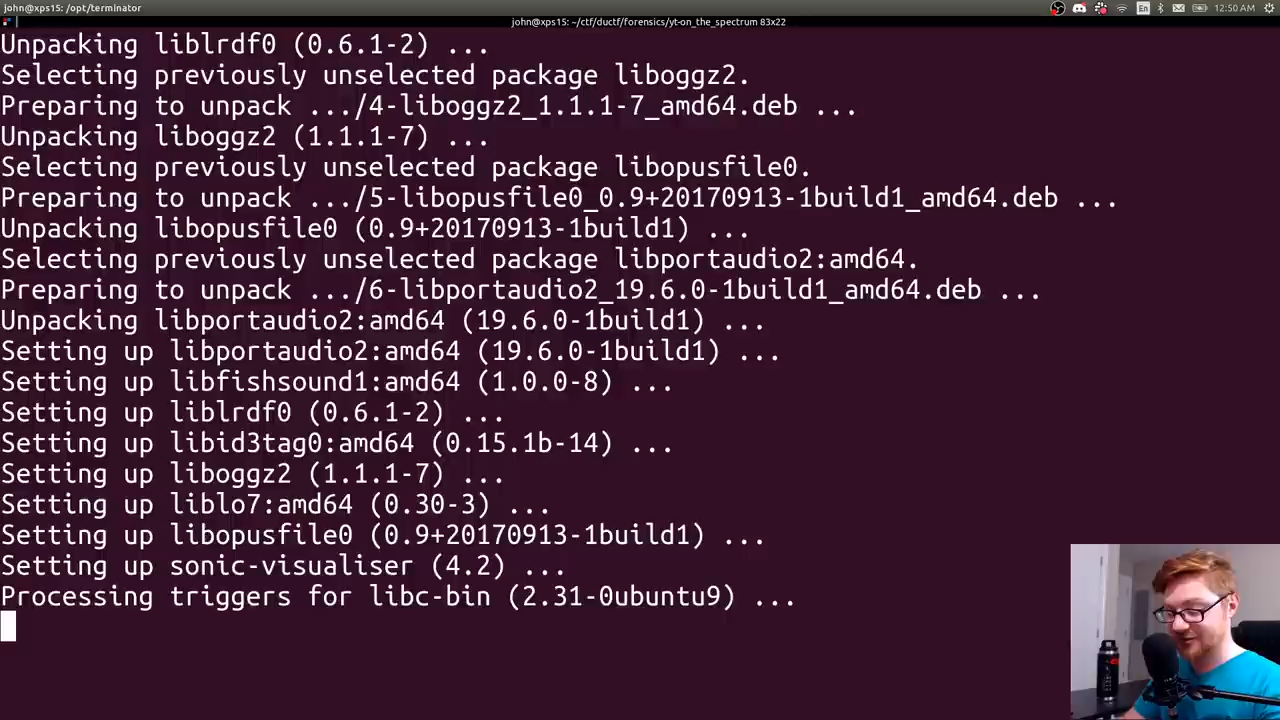 john@xps15: /opt/terminator
En
12:50 AM
john@xps15: ~/ctf/ductf/forensics/yt-on_the_spectrum 83x22
Unpacking liblrdf0 (0.6.1-2) ...
Selecting previously unselected package liboggz2.
Preparing to unpack .../4-liboggz2_1.1.1-7_amd64.deb ...
Unpacking liboggz2 (1.1.1-7) ...
Selecting previously unselected package libopusfile0.
Preparing to unpack .../5-libopusfile0_0.9+20170913-1build1_amd64.deb ...
Unpacking libopusfile0 (0.9+20170913-1build1) ...
Selecting previously unselected package libportaudio2:amd64.
Preparing to unpack .../6-libportaudio2_19.6.0-1build1_amd64.deb ...
Unpacking libportaudio2:amd64 (19.6.0-1build1) ...
Setting up libportaudio2:amd64 (19.6.0-1build1) ...
Setting up libfishsound1:amd64 (1.0.0-8) ...
Setting up liblrdf0 (0.6.1-2) ...
Setting up libid3tag0:amd64 (0.15.1b-14) ...
Setting up liboggz2 (1.1.1-7) ...
Setting up liblo7:amd64 (0.30-3) ...
Setting up libopusfile0 (0.9+20170913-1build1) ...
Setting up sonic-visualiser (4.2) ...
Processing triggers for libc-bin (2.31-0ubuntu9) ...